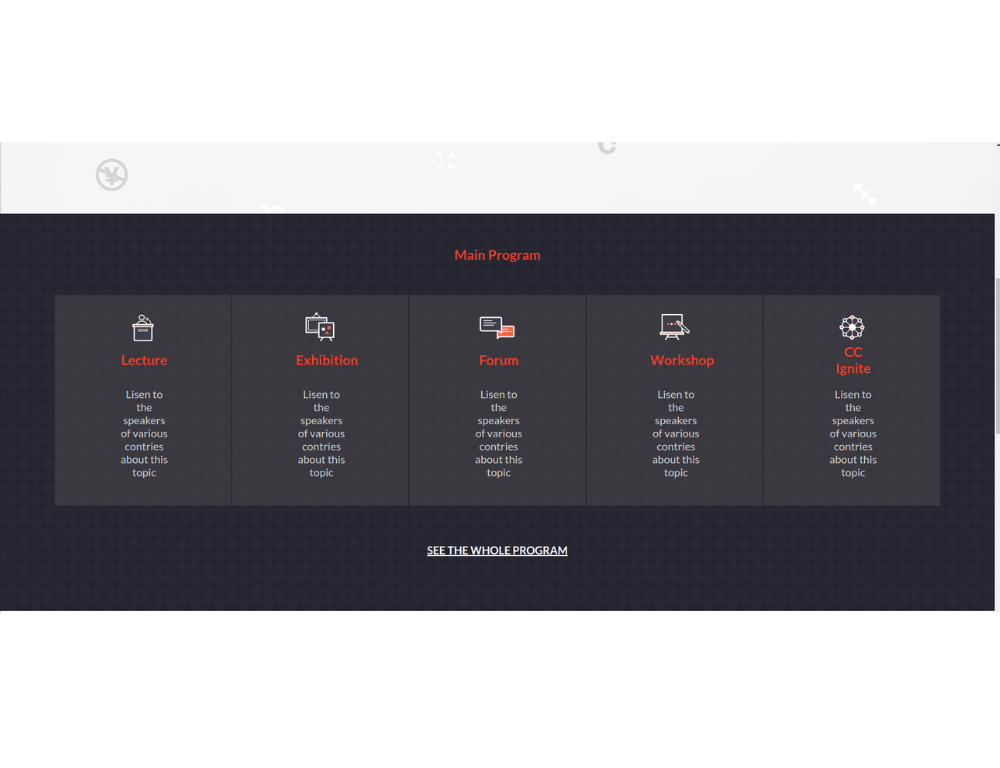 Main Program
Lecture
Lisen to
the
speakers
of various
contries
about this
topic
Exhibition
Lisen to
the
speakers
of various
contries
about this
topic
Forum
Lisen to
the
speakers
of various
contries
about this
topic
Workshop
Lisen to
the
speakers
of various
contries
about this
topic
CC
Ignite
Lisen to
the
speakers
of various
contries
about this
topic
SEE THE WHOLE PROGRAM